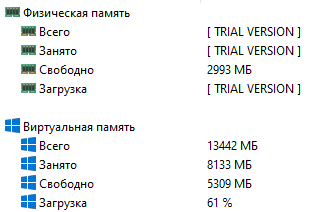 Физическая память
Всего [ TRIAL VERSION ]
Занято [ TRIAL VERSION ]
Свободно 2993 МБ
Загрузка [ TRIAL VERSION ]
Виртуальная память
Всего 13442 МБ
Занято 8133 МБ
Свободно 5309 МБ
Загрузка 61 %